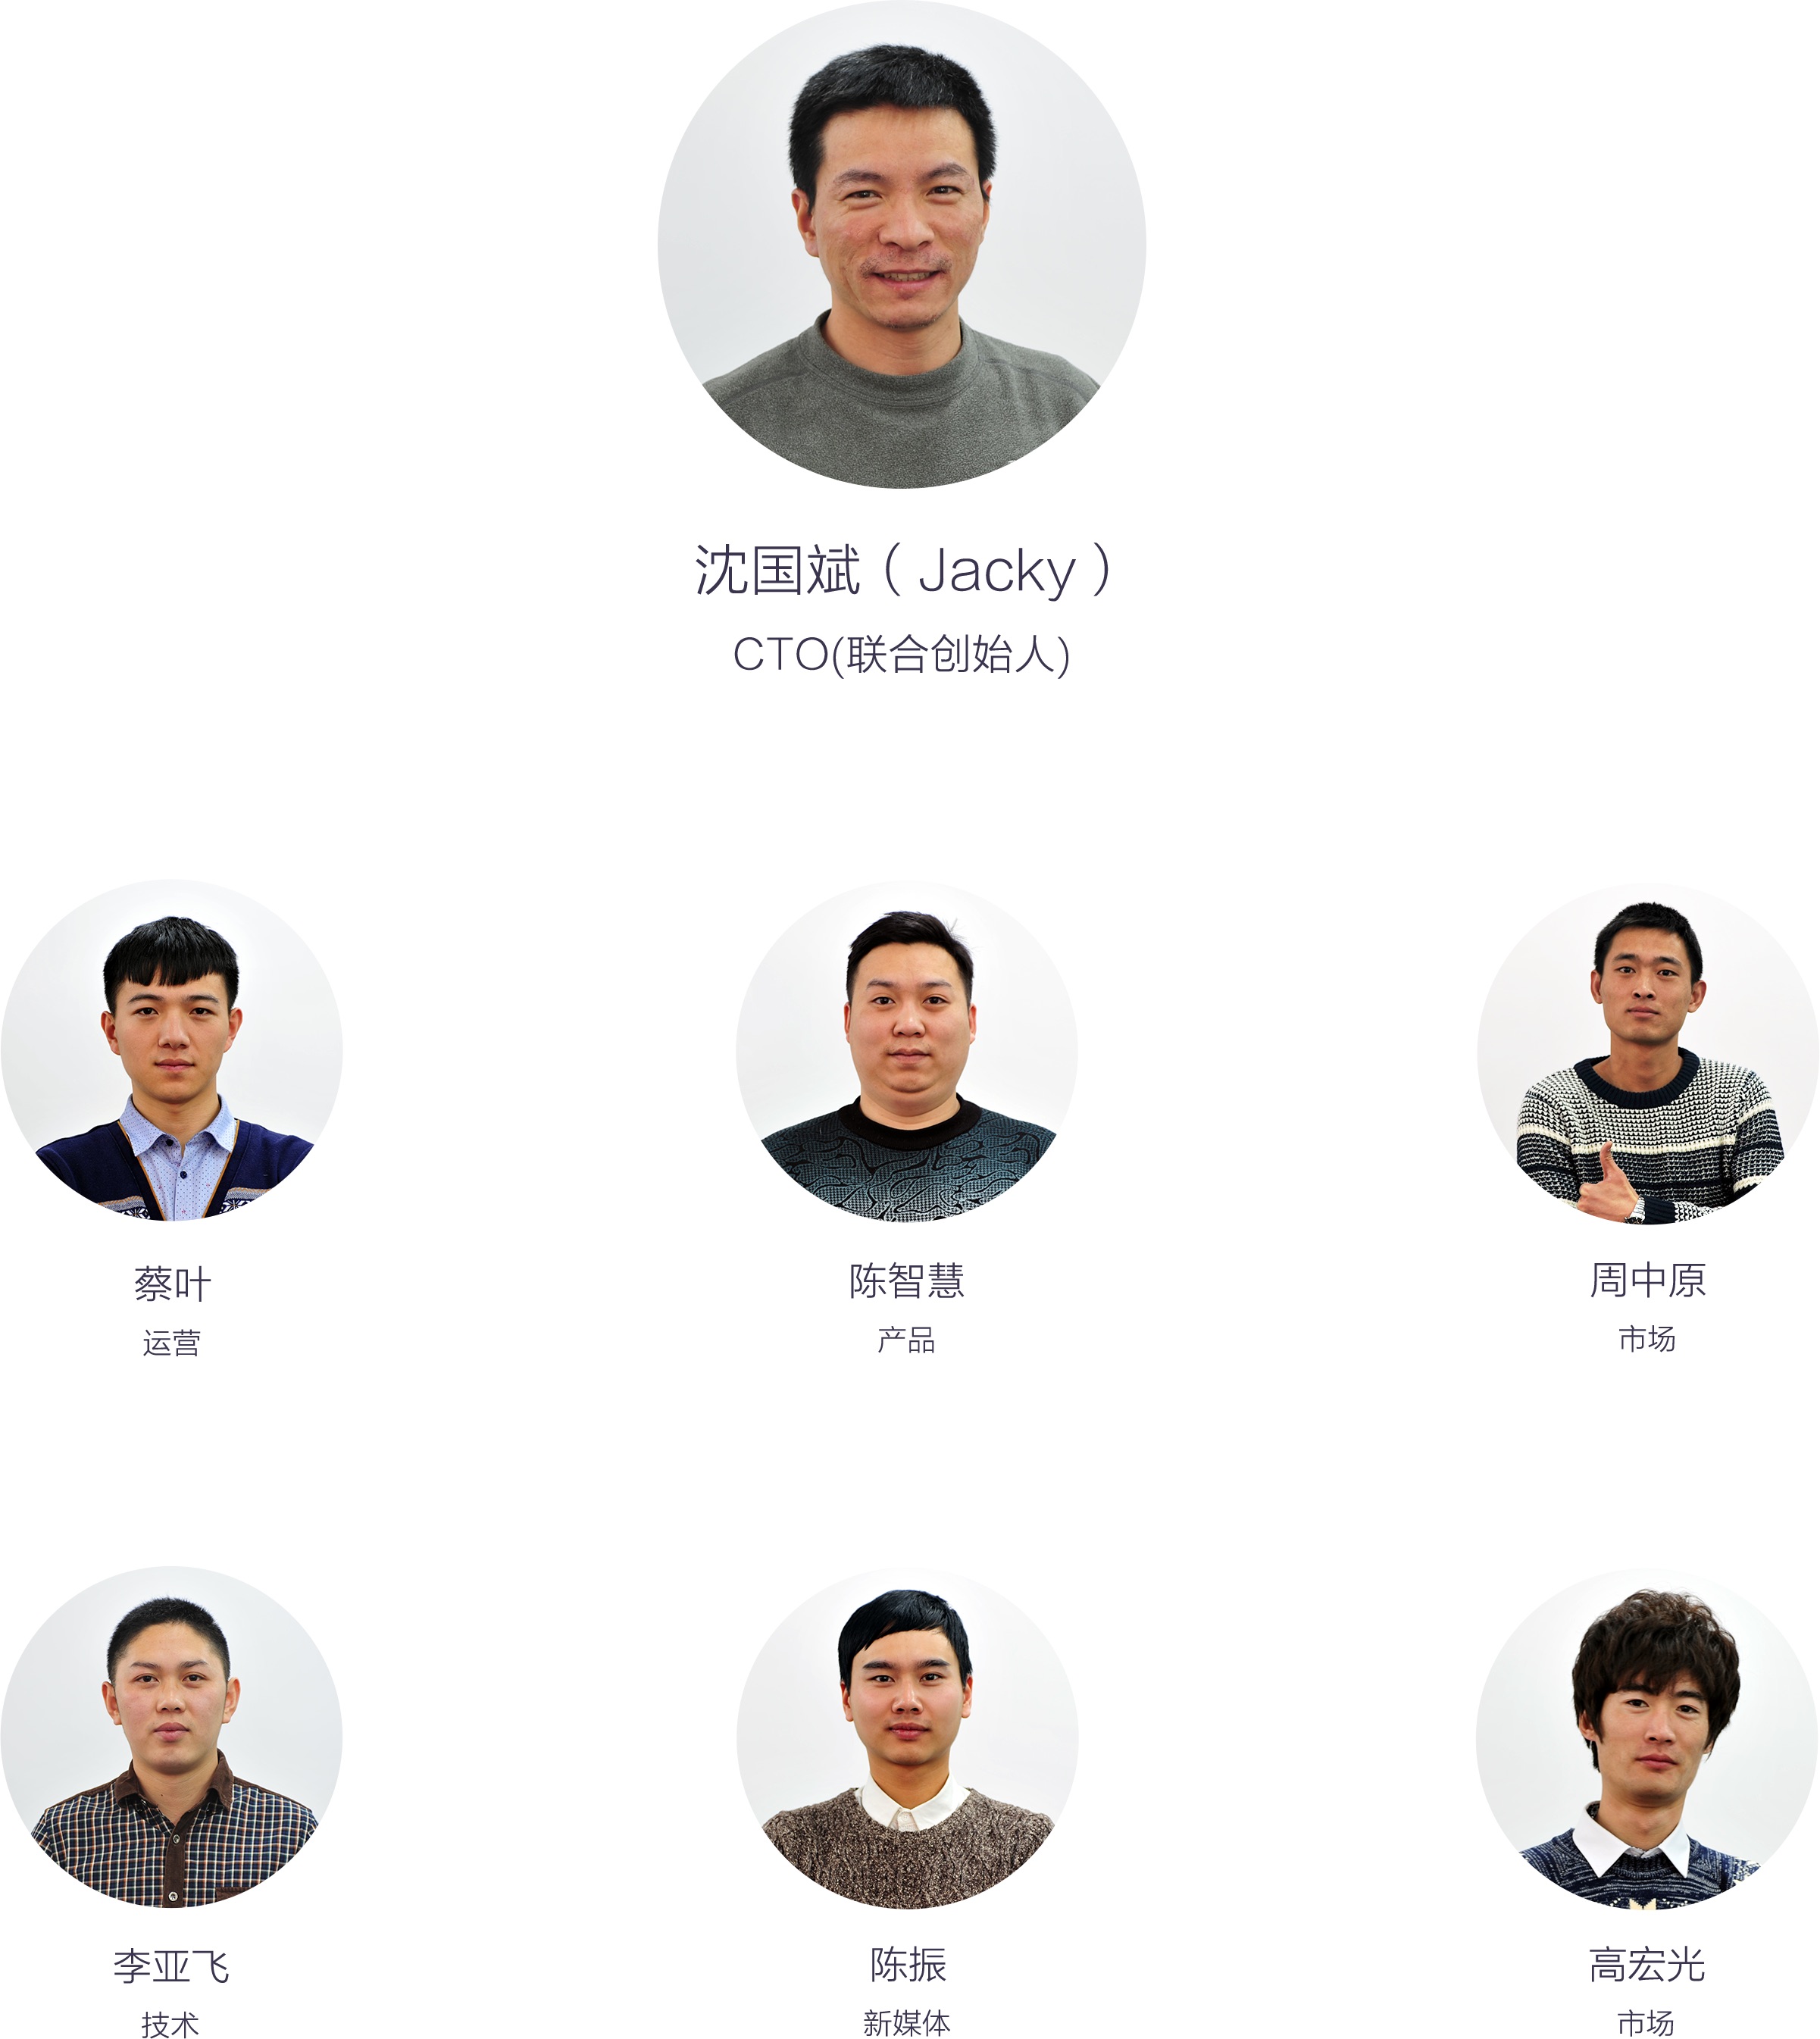 沈国斌（Jacky）
CTO(联合创始人)
蔡叶
运营
陈智慧
产品
周中原
市场
李亚飞
技术
陈振
新媒体
高宏光
市场